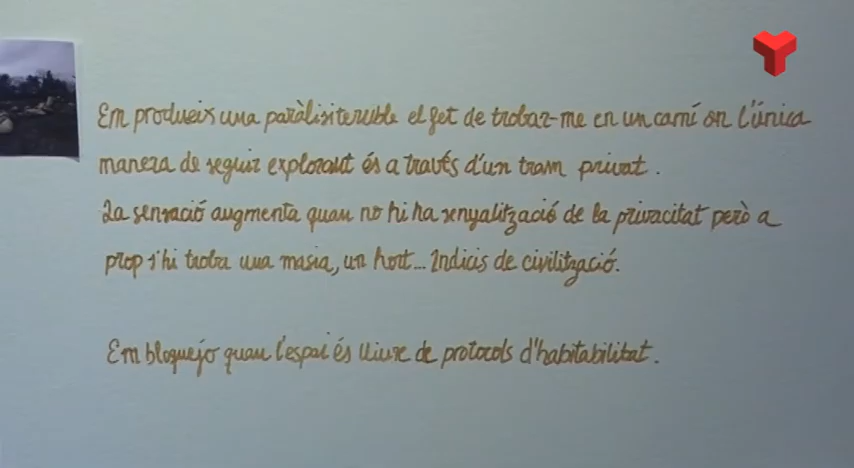 Em produeix una paràlisi terrible el fet de trobar-me en un camí on l'única
manera de seguir explorant és a través d'un tram privat.
La sensació augmenta quan no hi ha senyalització de la privacitat però a
prop s'hi troba una masia, un hort... Indicis de civilització.
Em bloquejo quan l'espai és lliure de protocols d'habitabilitat.